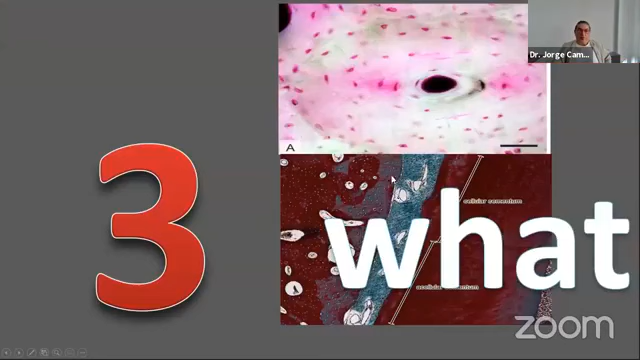 Dr. Jorge Cam...
A
3
cellular cementum
what
acellular cementum
zoom